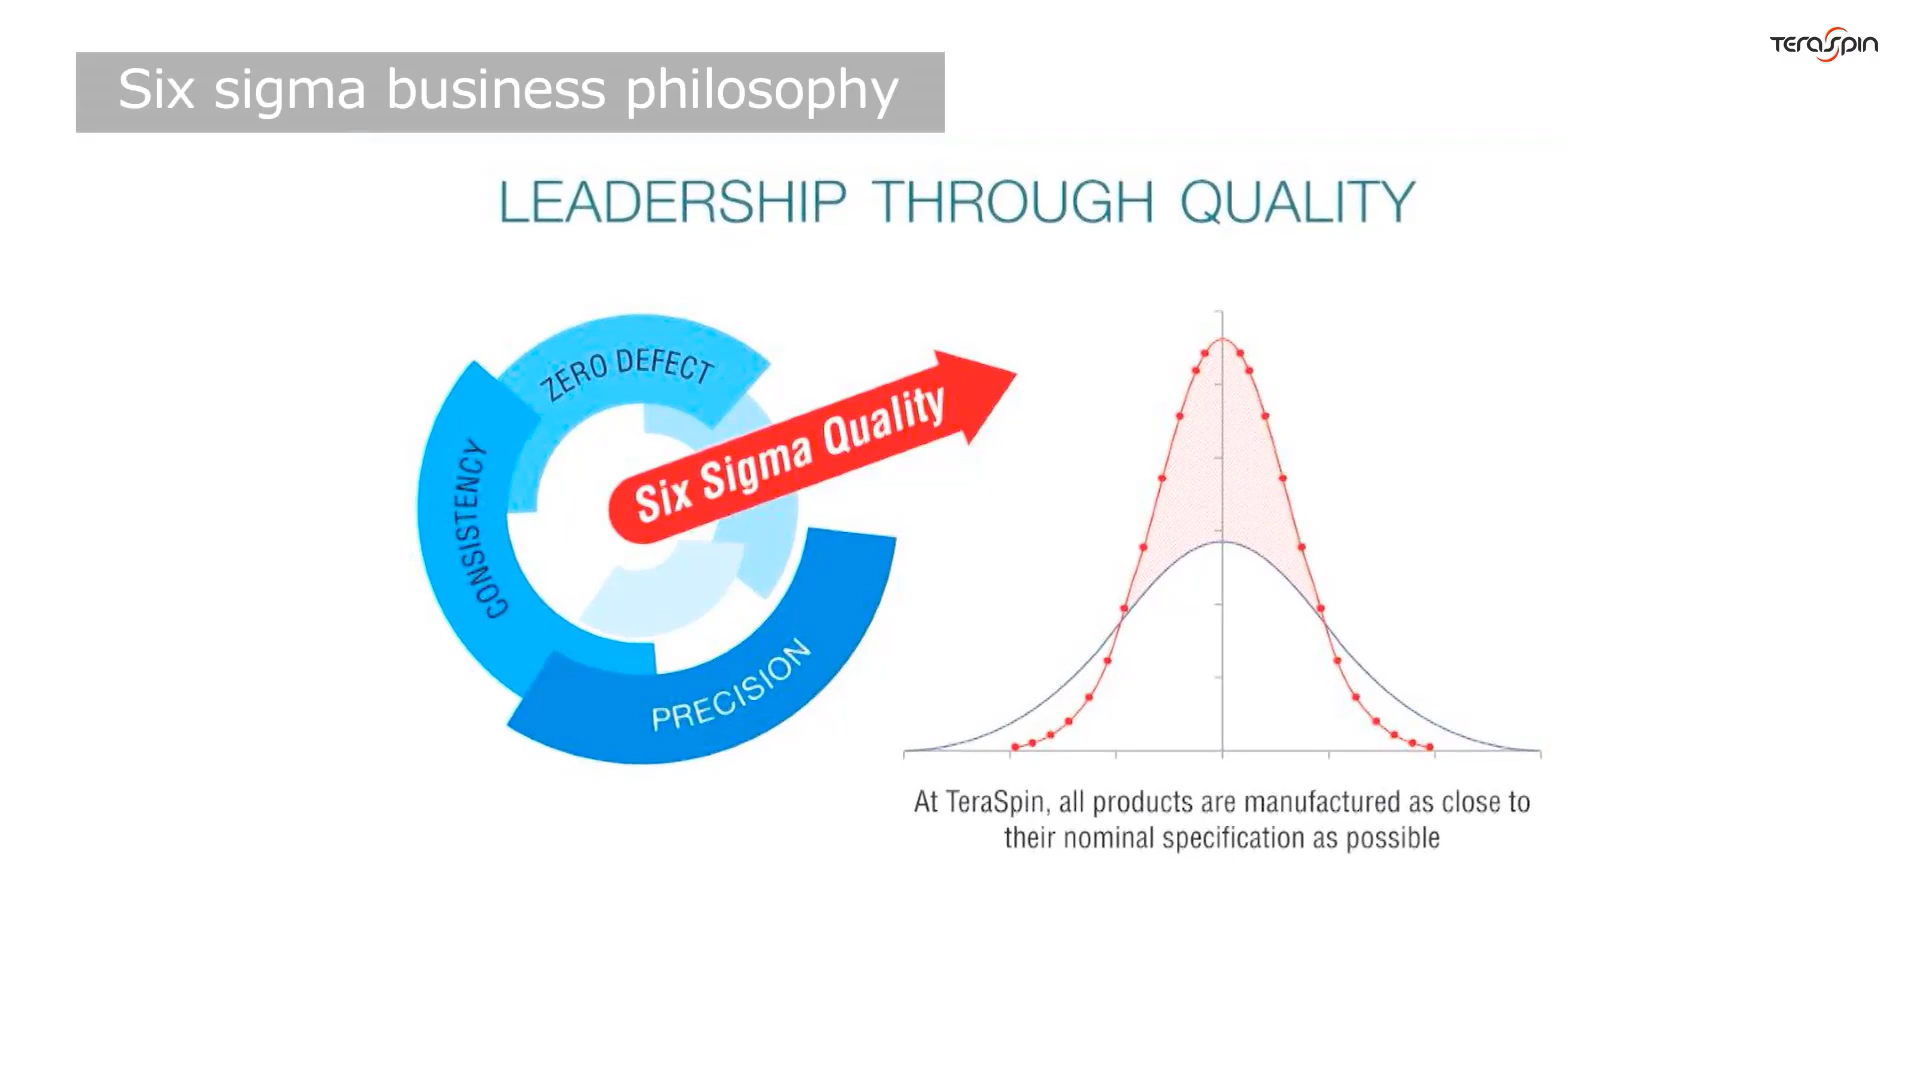 TeraSpin
Six sigma business philosophy
LEADERSHIP THROUGH QUALITY
ZERO DEFECT
CONSISTENCY
PRECISION
Six Sigma Quality
At TeraSpin, all products are manufactured as close to
their nominal specification as possible